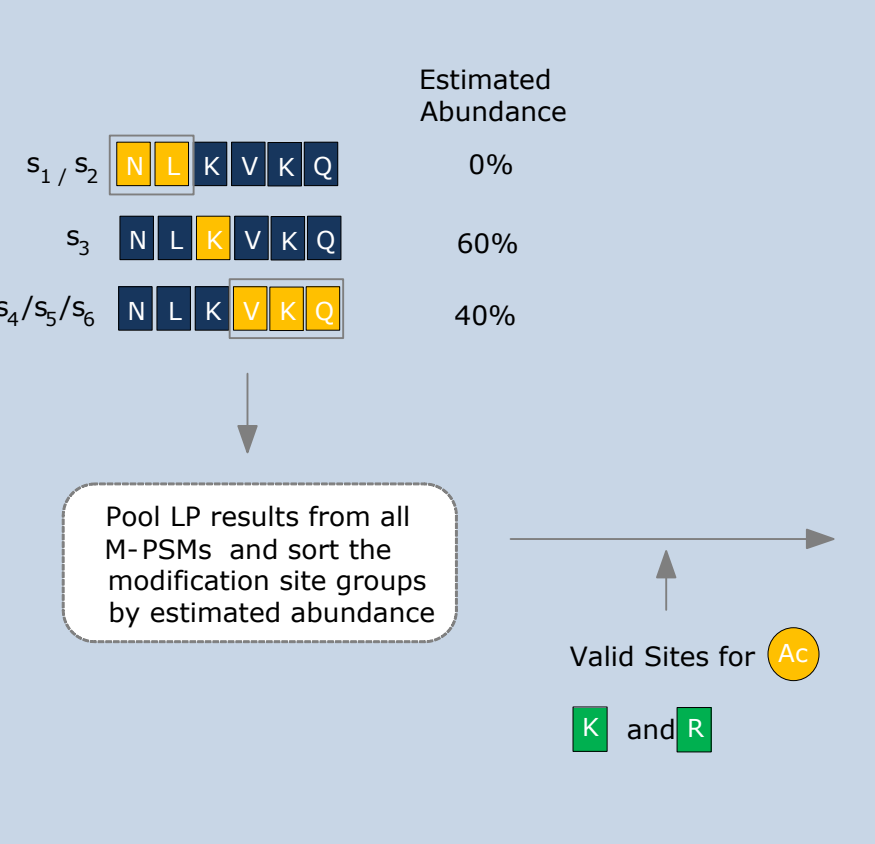 Estimated
Abundance
s1 / s2 N L K V K Q 0%
s3 N L K V K Q 60%
s4/s5/s6 N L K V K Q 40%
Pool LP results from all
M-PSMs and sort the
modification site groups
by estimated abundance
Valid Sites for Ac
K and R